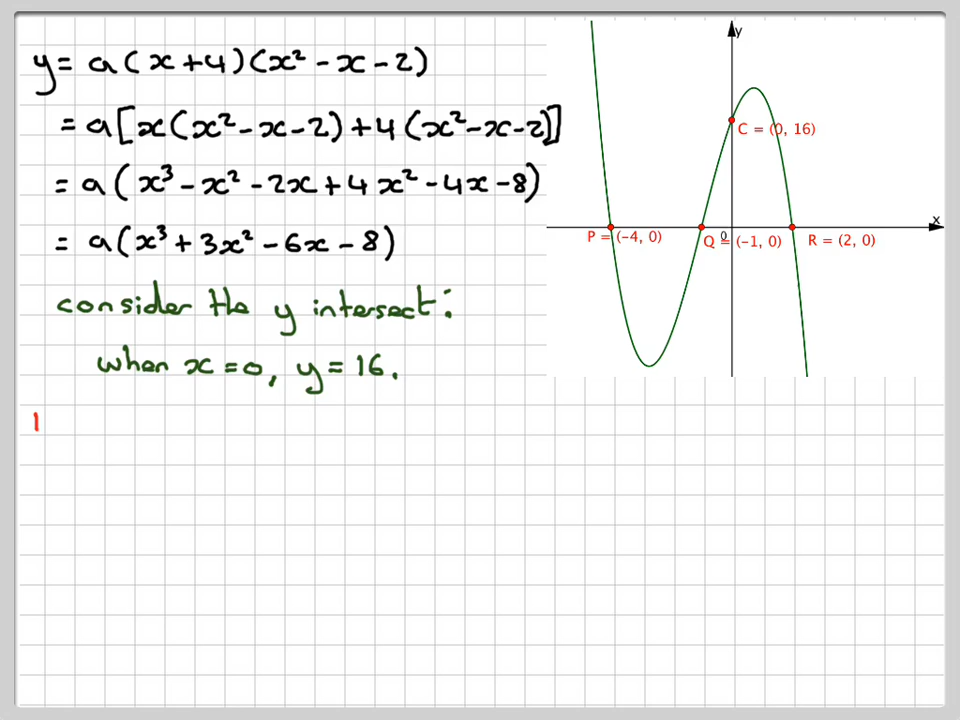 y = a(x+4)(x² - x - 2)
= a[x(x² - x - 2) + 4(x² - x - 2)]
= a(x³ - x² - 2x + 4x² - 4x - 8)
= a(x³ + 3x² - 6x - 8)
consider the y intersect:
when x = 0, y = 16.
1
y
C = (0, 16)
x
0
P = (-4, 0)
Q = (-1, 0)
R = (2, 0)